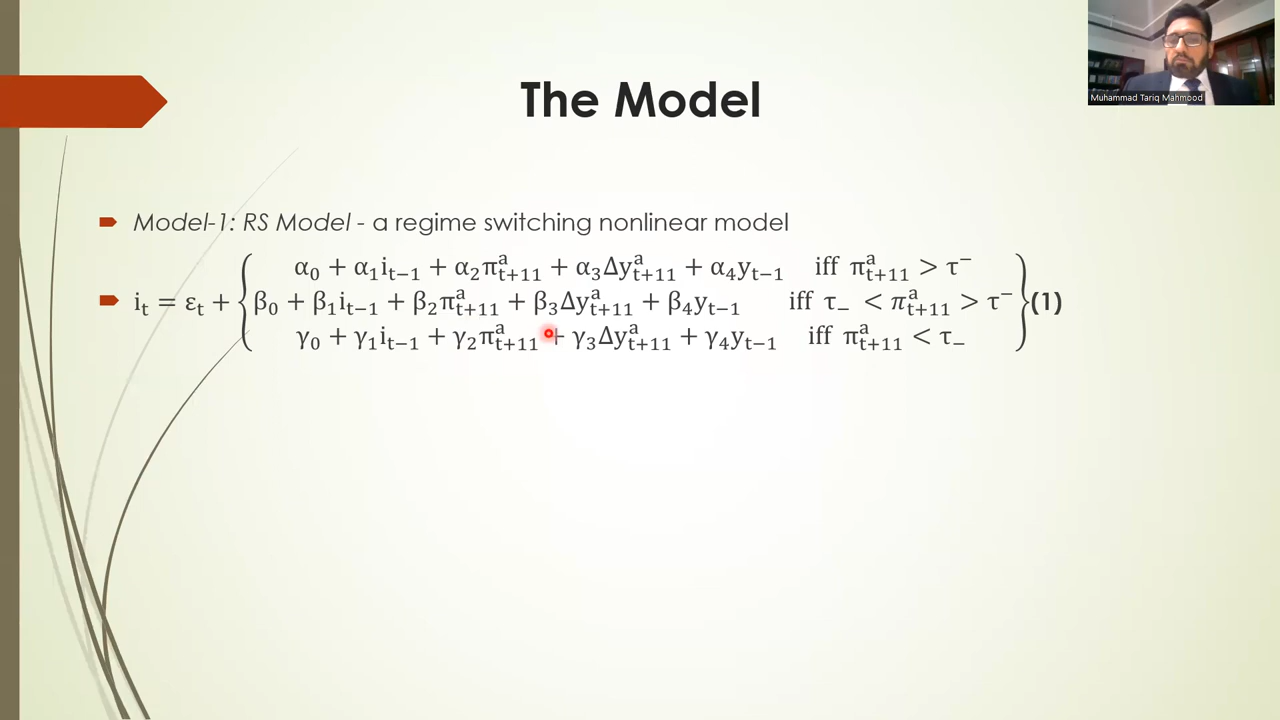 Muhammad Tariq Mahmood
The Model
Model-1: RS Model - a regime switching nonlinear model
α₀ + α₁iₜ₋₁ + α₂πᵃₜ₊₁₁ + α₃Δyᵃₜ₊₁₁ + α₄yₜ₋₁ iff πᵃₜ₊₁₁ > τ⁻
iₜ = εₜ + { β₀ + β₁iₜ₋₁ + β₂πᵃₜ₊₁₁ + β₃Δyᵃₜ₊₁₁ + β₄yₜ₋₁ iff τ₋ < πᵃₜ₊₁₁ > τ⁻ } (1)
γ₀ + γ₁iₜ₋₁ + γ₂πᵃₜ₊₁₁ + γ₃Δyᵃₜ₊₁₁ + γ₄yₜ₋₁ iff πᵃₜ₊₁₁ < τ₋